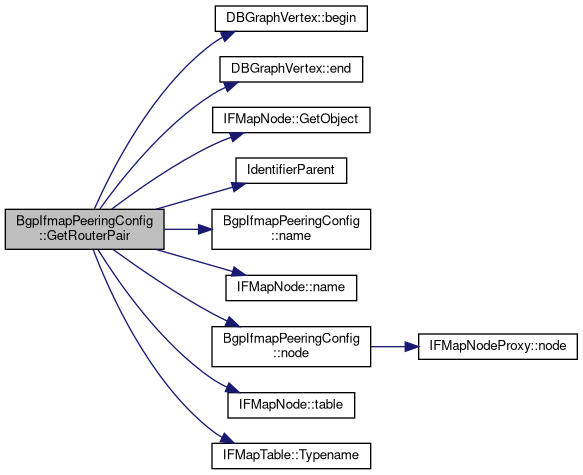 DBGraphVertex::begin
DBGraphVertex::end
IFMapNode::GetObject
IdentifierParent
BgpIfmapPeeringConfig
::GetRouterPair
BgpIfmapPeeringConfig
::name
IFMapNode::name
BgpIfmapPeeringConfig
::node
IFMapNodeProxy::node
IFMapNode::table
IFMapTable::Typename